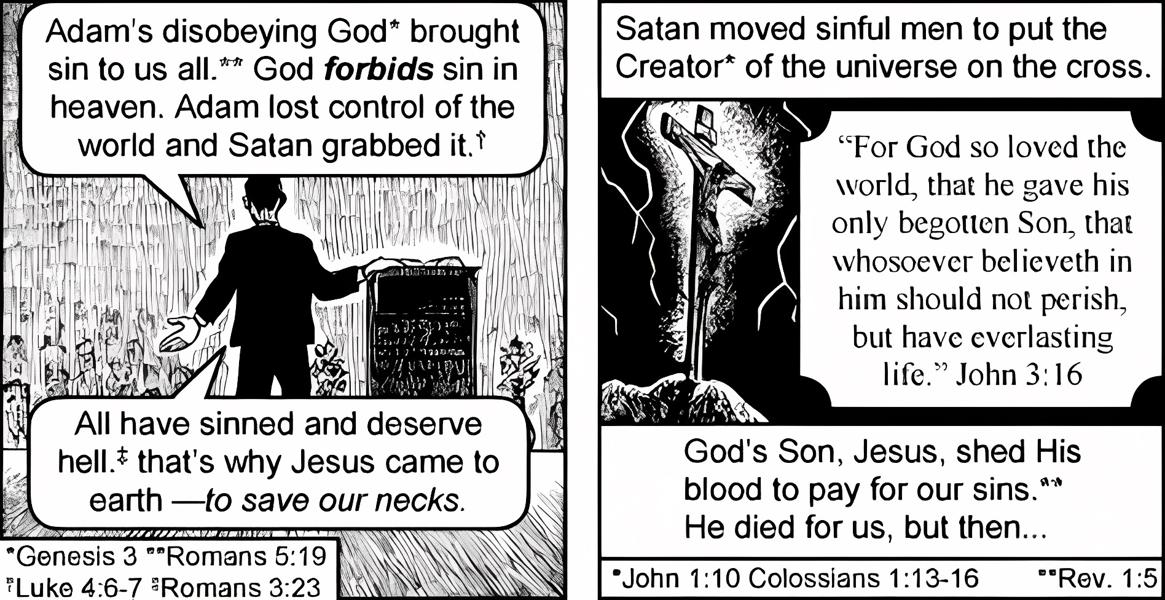 Adam's disobeying God* brought
sin to us all.** God forbids sin in
heaven. Adam lost control of the
world and Satan grabbed it.†
All have sinned and deserve
hell.‡ that's why Jesus came to
earth —to save our necks.
*Genesis 3 **Romans 5:19
†Luke 4:6-7 ‡Romans 3:23
Satan moved sinful men to put the
Creator* of the universe on the cross.
“For God so loved the
world, that he gave his
only begotten Son, that
whosoever believeth in
him should not perish,
but have everlasting
life.” John 3:16
God's Son, Jesus, shed His
blood to pay for our sins.**
He died for us, but then...
*John 1:10 Colossians 1:13-16 **Rev. 1:5